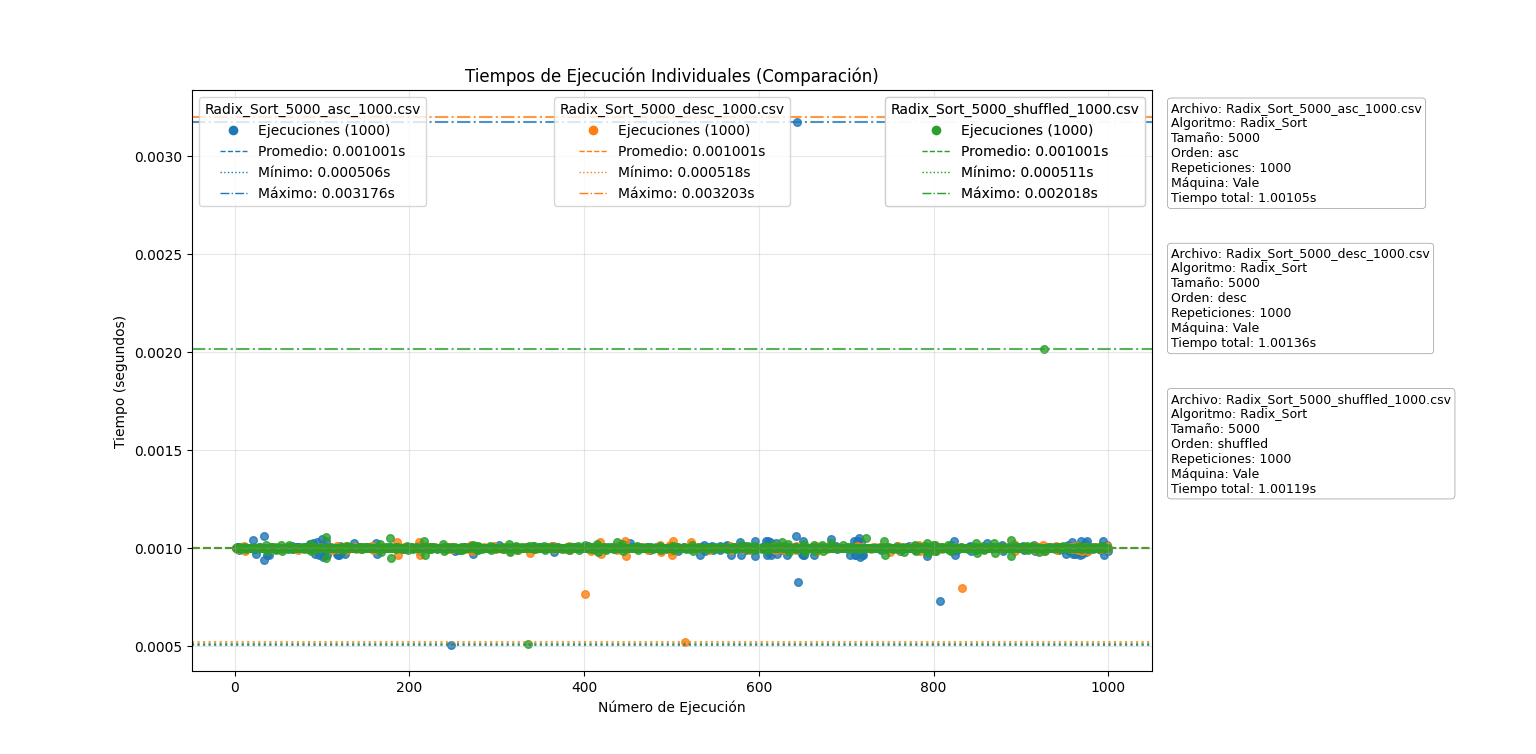 Tiempos de Ejecución Individuales (Comparación)
Radix_Sort_5000_asc_1000.csv
Ejecuciones (1000)
Promedio: 0.001001s
Mínimo: 0.000506s
Máximo: 0.003176s
Radix_Sort_5000_desc_1000.csv
Ejecuciones (1000)
Promedio: 0.001001s
Mínimo: 0.000518s
Máximo: 0.003203s
Radix_Sort_5000_shuffled_1000.csv
Ejecuciones (1000)
Promedio: 0.001001s
Mínimo: 0.000511s
Máximo: 0.002018s
Archivo: Radix_Sort_5000_asc_1000.csv
Algoritmo: Radix_Sort
Tamaño: 5000
Orden: asc
Repeticiones: 1000
Máquina: Vale
Tiempo total: 1.00105s
Archivo: Radix_Sort_5000_desc_1000.csv
Algoritmo: Radix_Sort
Tamaño: 5000
Orden: desc
Repeticiones: 1000
Máquina: Vale
Tiempo total: 1.00136s
Archivo: Radix_Sort_5000_shuffled_1000.csv
Algoritmo: Radix_Sort
Tamaño: 5000
Orden: shuffled
Repeticiones: 1000
Máquina: Vale
Tiempo total: 1.00119s
Tiempo (segundos)
0.0030
0.0025
0.0020
0.0015
0.0010
0.0005
0 200 400 600 800 1000
Número de Ejecución